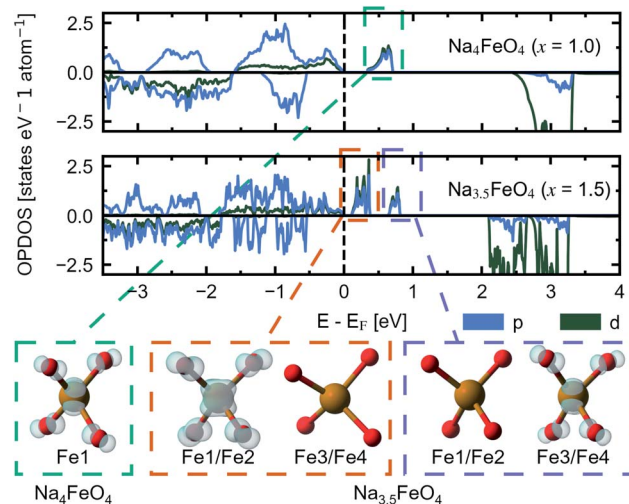 OPDOS [states eV−1 atom⁻¹]
2.5
0.0
−2.5
Na₄FeO₄ (x = 1.0)
2.5
0.0
−2.5
Na₃.₅FeO₄ (x = 1.5)
−3 −2 −1 0 1 2 3 4
E - E_F [eV]
p d
Fe1 Fe1/Fe2 Fe3/Fe4 Fe1/Fe2 Fe3/Fe4
Na₄FeO₄ Na₃.₅FeO₄